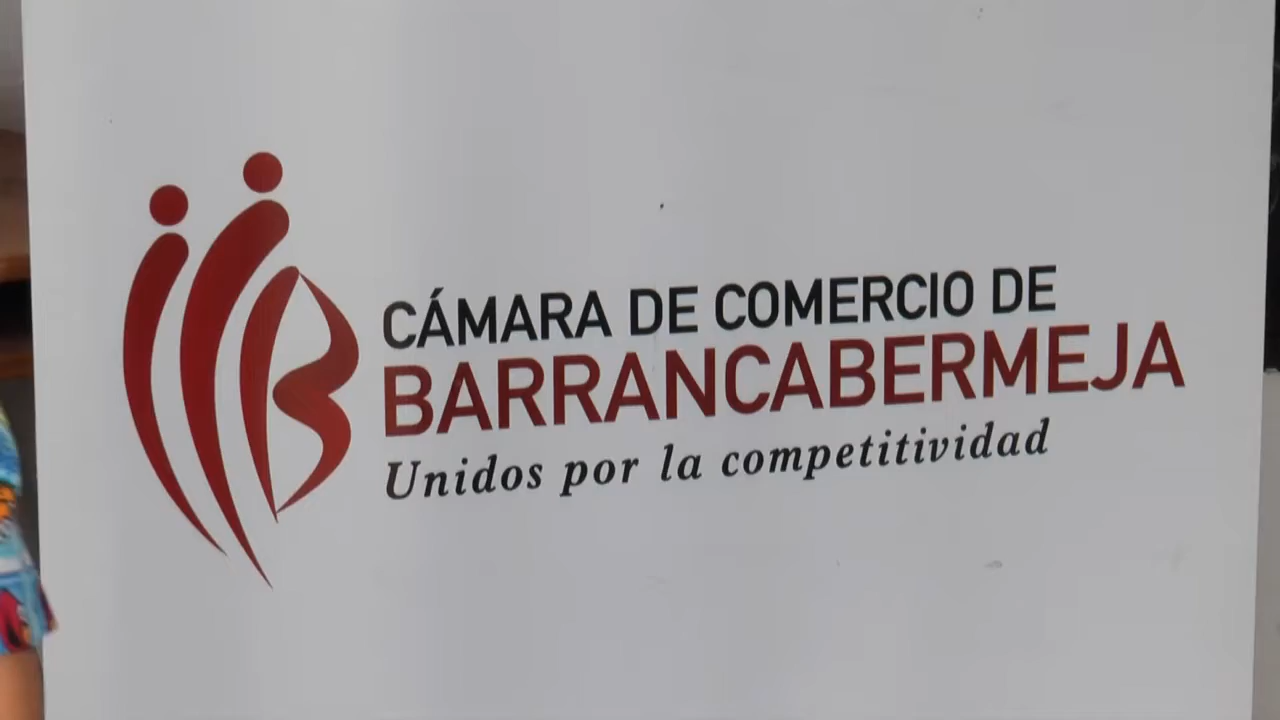 CÁMARA DE COMERCIO DE
BARRANCABERMEJA
Unidos por la competitividad